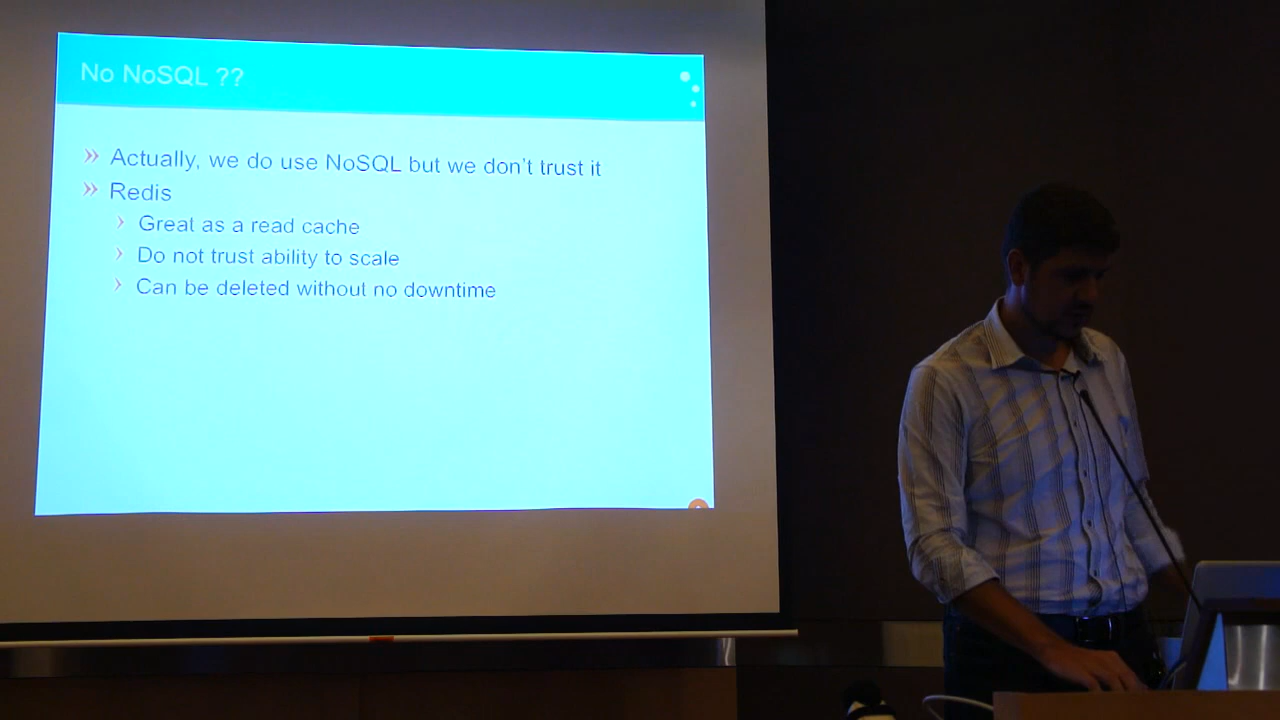 No NoSQL ??
» Actually, we do use NoSQL but we don't trust it
» Redis
› Great as a read cache
› Do not trust ability to scale
› Can be deleted without no downtime